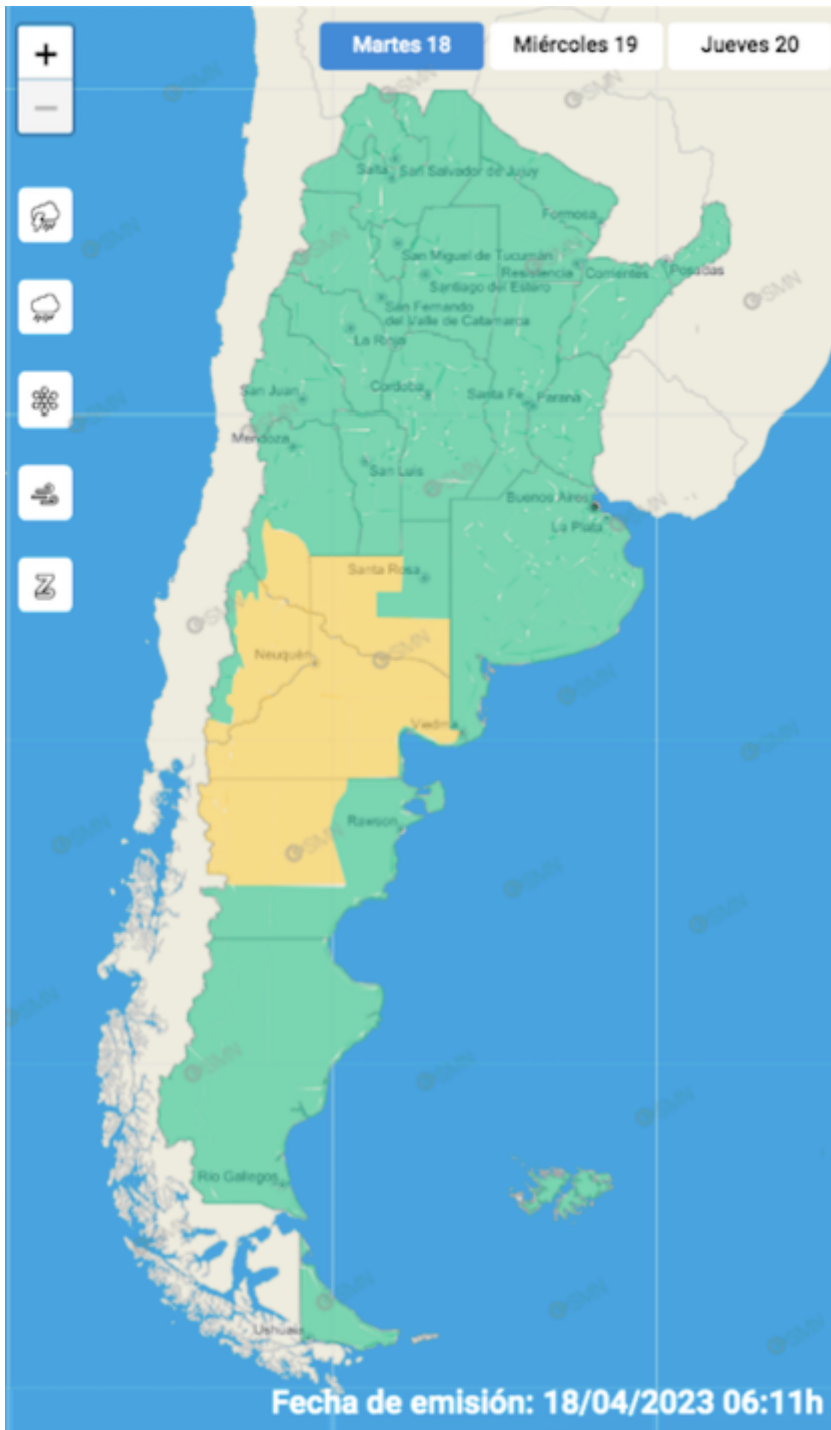 +
Martes 18
Miércoles 19
Jueves 20
−
Salta
San Salvador de Jujuy
Formosa
San Miguel de Tucumán
Resistencia
Corrientes
Posadas
Santiago del Estero
San Fernando
del Valle de Catamarca
La Rioja
San Juan
Córdoba
Santa Fe
Paraná
Mendoza
San Luis
Buenos Aires
La Plata
Santa Rosa
Neuquén
Viedma
Rawson
Río Gallegos
Ushuaia
SMN
Fecha de emisión: 18/04/2023 06:11h